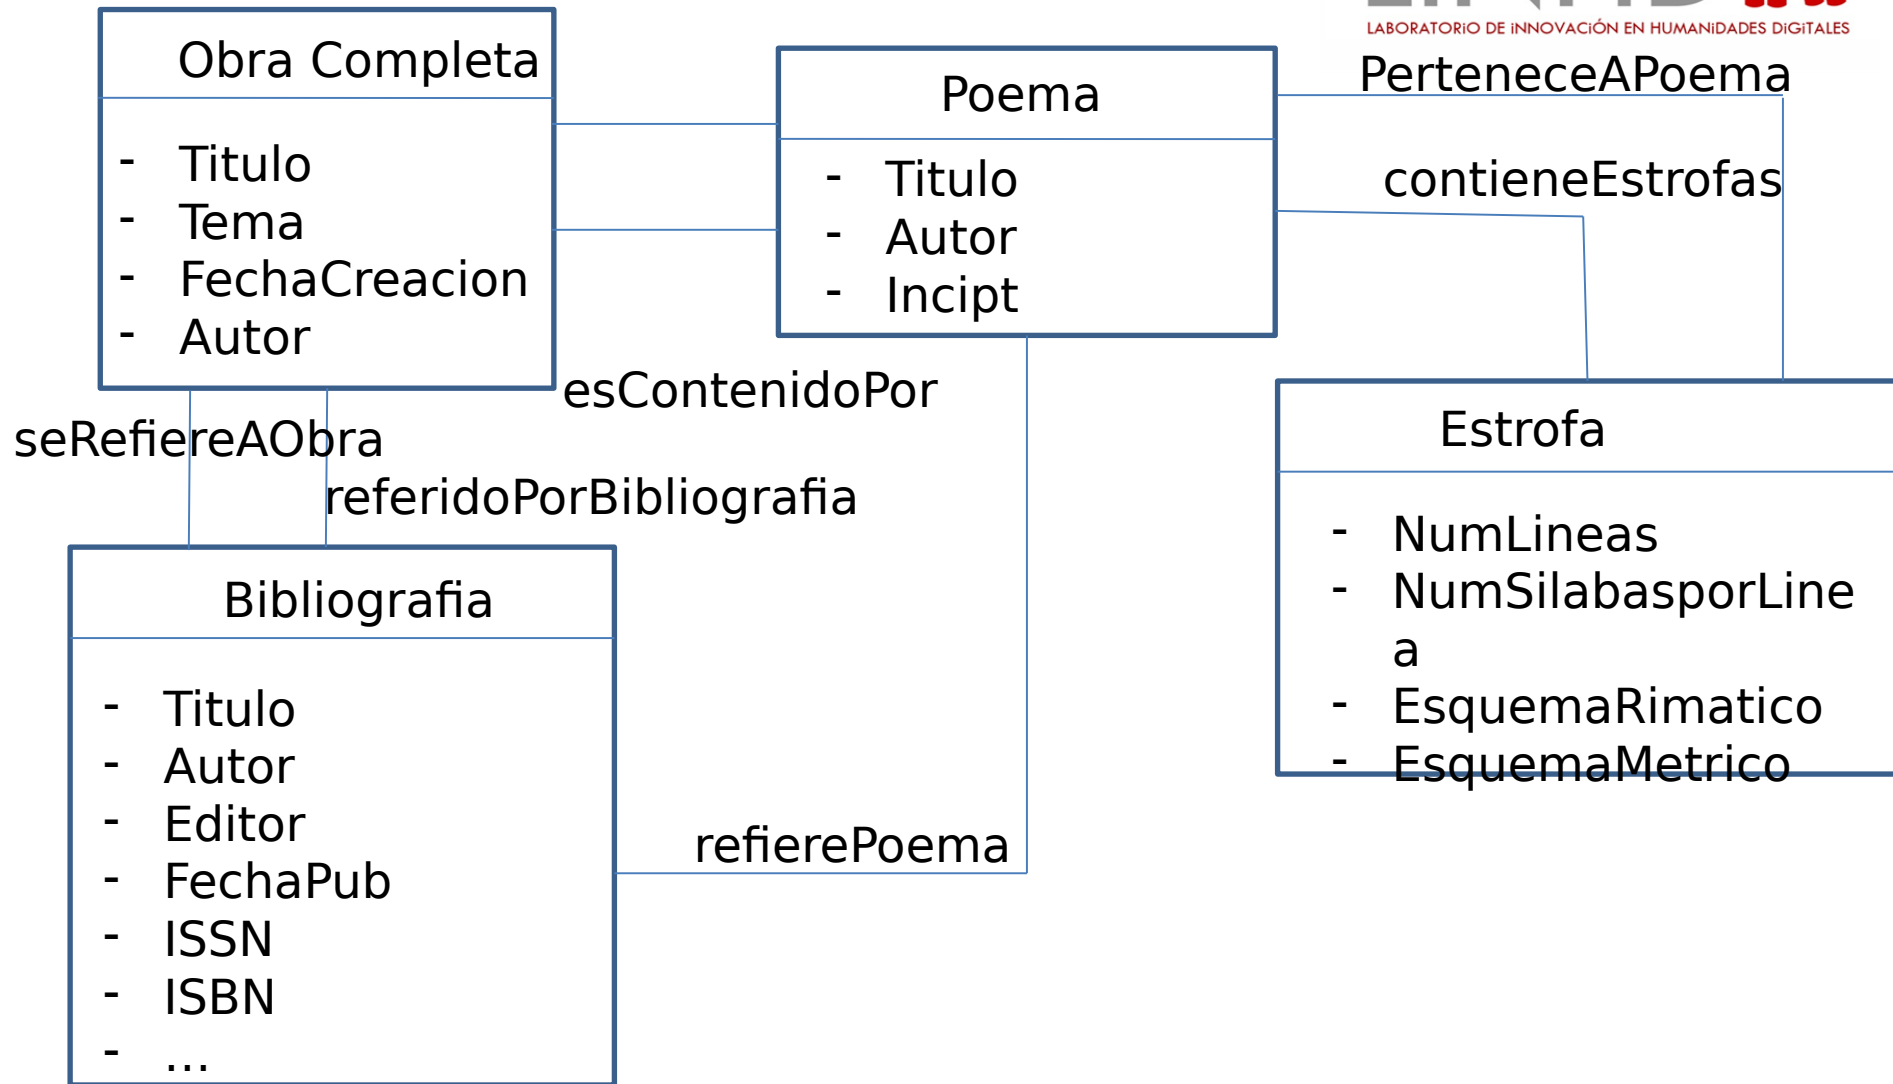 LABORATORiO DE iNNOVACiÓN EN HUMANiDADES DiGiTALES
Obra Completa
- Titulo
- Tema
- FechaCreacion
- Autor
Poema
- Titulo
- Autor
- Incipt
PerteneceAPoema
contieneEstrofas
esContenidoPor
seRefiereAObra
referidoPorBibliografia
Estrofa
- NumLineas
- NumSilabasporLine
a
- EsquemaRimatico
- EsquemaMetrico
Bibliografia
- Titulo
- Autor
- Editor
- FechaPub
- ISSN
- ISBN
- ...
refierePoema